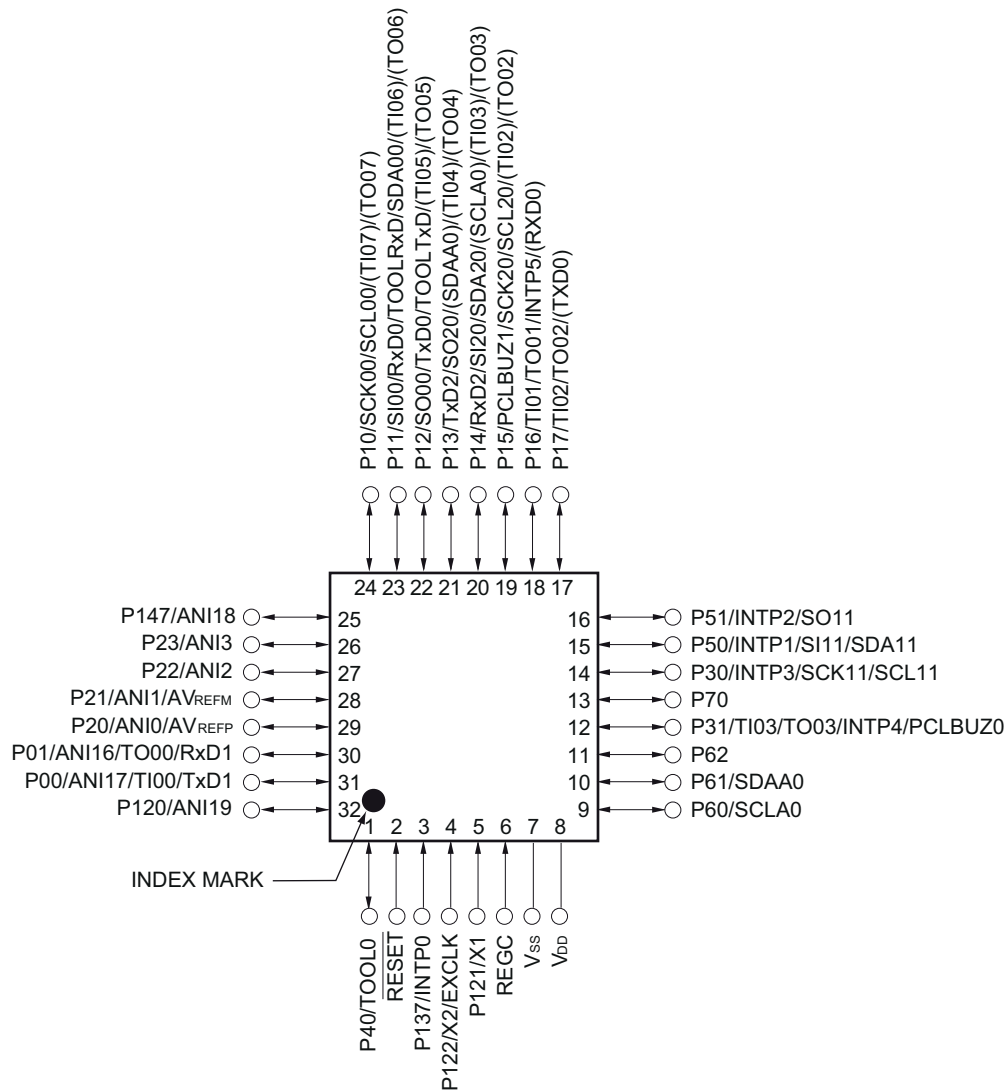 P10/SCK00/SCL00/(TI07)/(TO07)
P11/SI00/RxD0/TOOLRxD/SDA00/(TI06)/(TO06)
P12/SO00/TxD0/TOOLTxD/(TI05)/(TO05)
P13/TxD2/SO20/(SDAA0)/(TI04)/(TO04)
P14/RxD2/SI20/SDA20/(SCLA0)/(TI03)/(TO03)
P15/PCLBUZ1/SCK20/SCL20/(TI02)/(TO02)
P16/TI01/TO01/INTP5/(RXD0)
P17/TI02/TO02/(TXD0)
24 23 22 21 20 19 18 17
P147/ANI18 25
P23/ANI3 26
P22/ANI2 27
P21/ANI1/AVREFM 28
P20/ANI0/AVREFP 29
P01/ANI16/TO00/RxD1 30
P00/ANI17/TI00/TxD1 31
P120/ANI19 32
16 P51/INTP2/SO11
15 P50/INTP1/SI11/SDA11
14 P30/INTP3/SCK11/SCL11
13 P70
12 P31/TI03/TO03/INTP4/PCLBUZ0
11 P62
10 P61/SDAA0
9 P60/SCLA0
1 2 3 4 5 6 7 8
INDEX MARK
P40/TOOL0
RESET
P137/INTP0
P122/X2/EXCLK
P121/X1
REGC
VSS
VDD